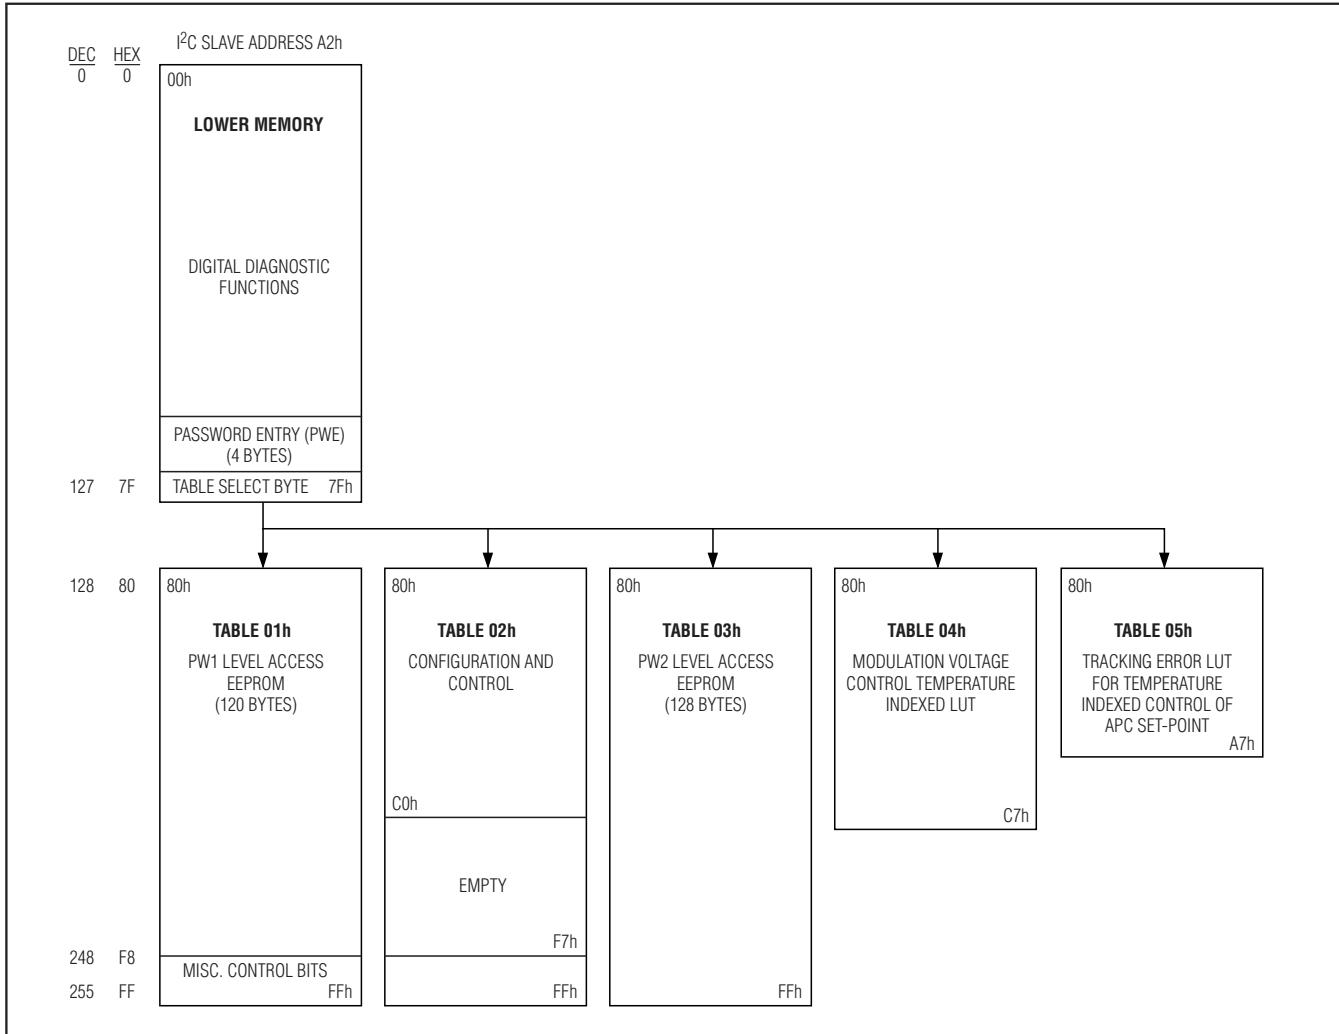 I²C SLAVE ADDRESS A2h
DEC HEX
0 0
00h
LOWER MEMORY
DIGITAL DIAGNOSTIC
FUNCTIONS
PASSWORD ENTRY (PWE)
(4 BYTES)
127 7F
TABLE SELECT BYTE 7Fh
128 80
80h
TABLE 01h
PW1 LEVEL ACCESS
EEPROM
(120 BYTES)
248 F8
MISC. CONTROL BITS
255 FF
FFh
80h
TABLE 02h
CONFIGURATION AND
CONTROL
C0h
EMPTY
F7h
FFh
80h
TABLE 03h
PW2 LEVEL ACCESS
EEPROM
(128 BYTES)
FFh
80h
TABLE 04h
MODULATION VOLTAGE
CONTROL TEMPERATURE
INDEXED LUT
C7h
80h
TABLE 05h
TRACKING ERROR LUT
FOR TEMPERATURE
INDEXED CONTROL OF
APC SET-POINT
A7h